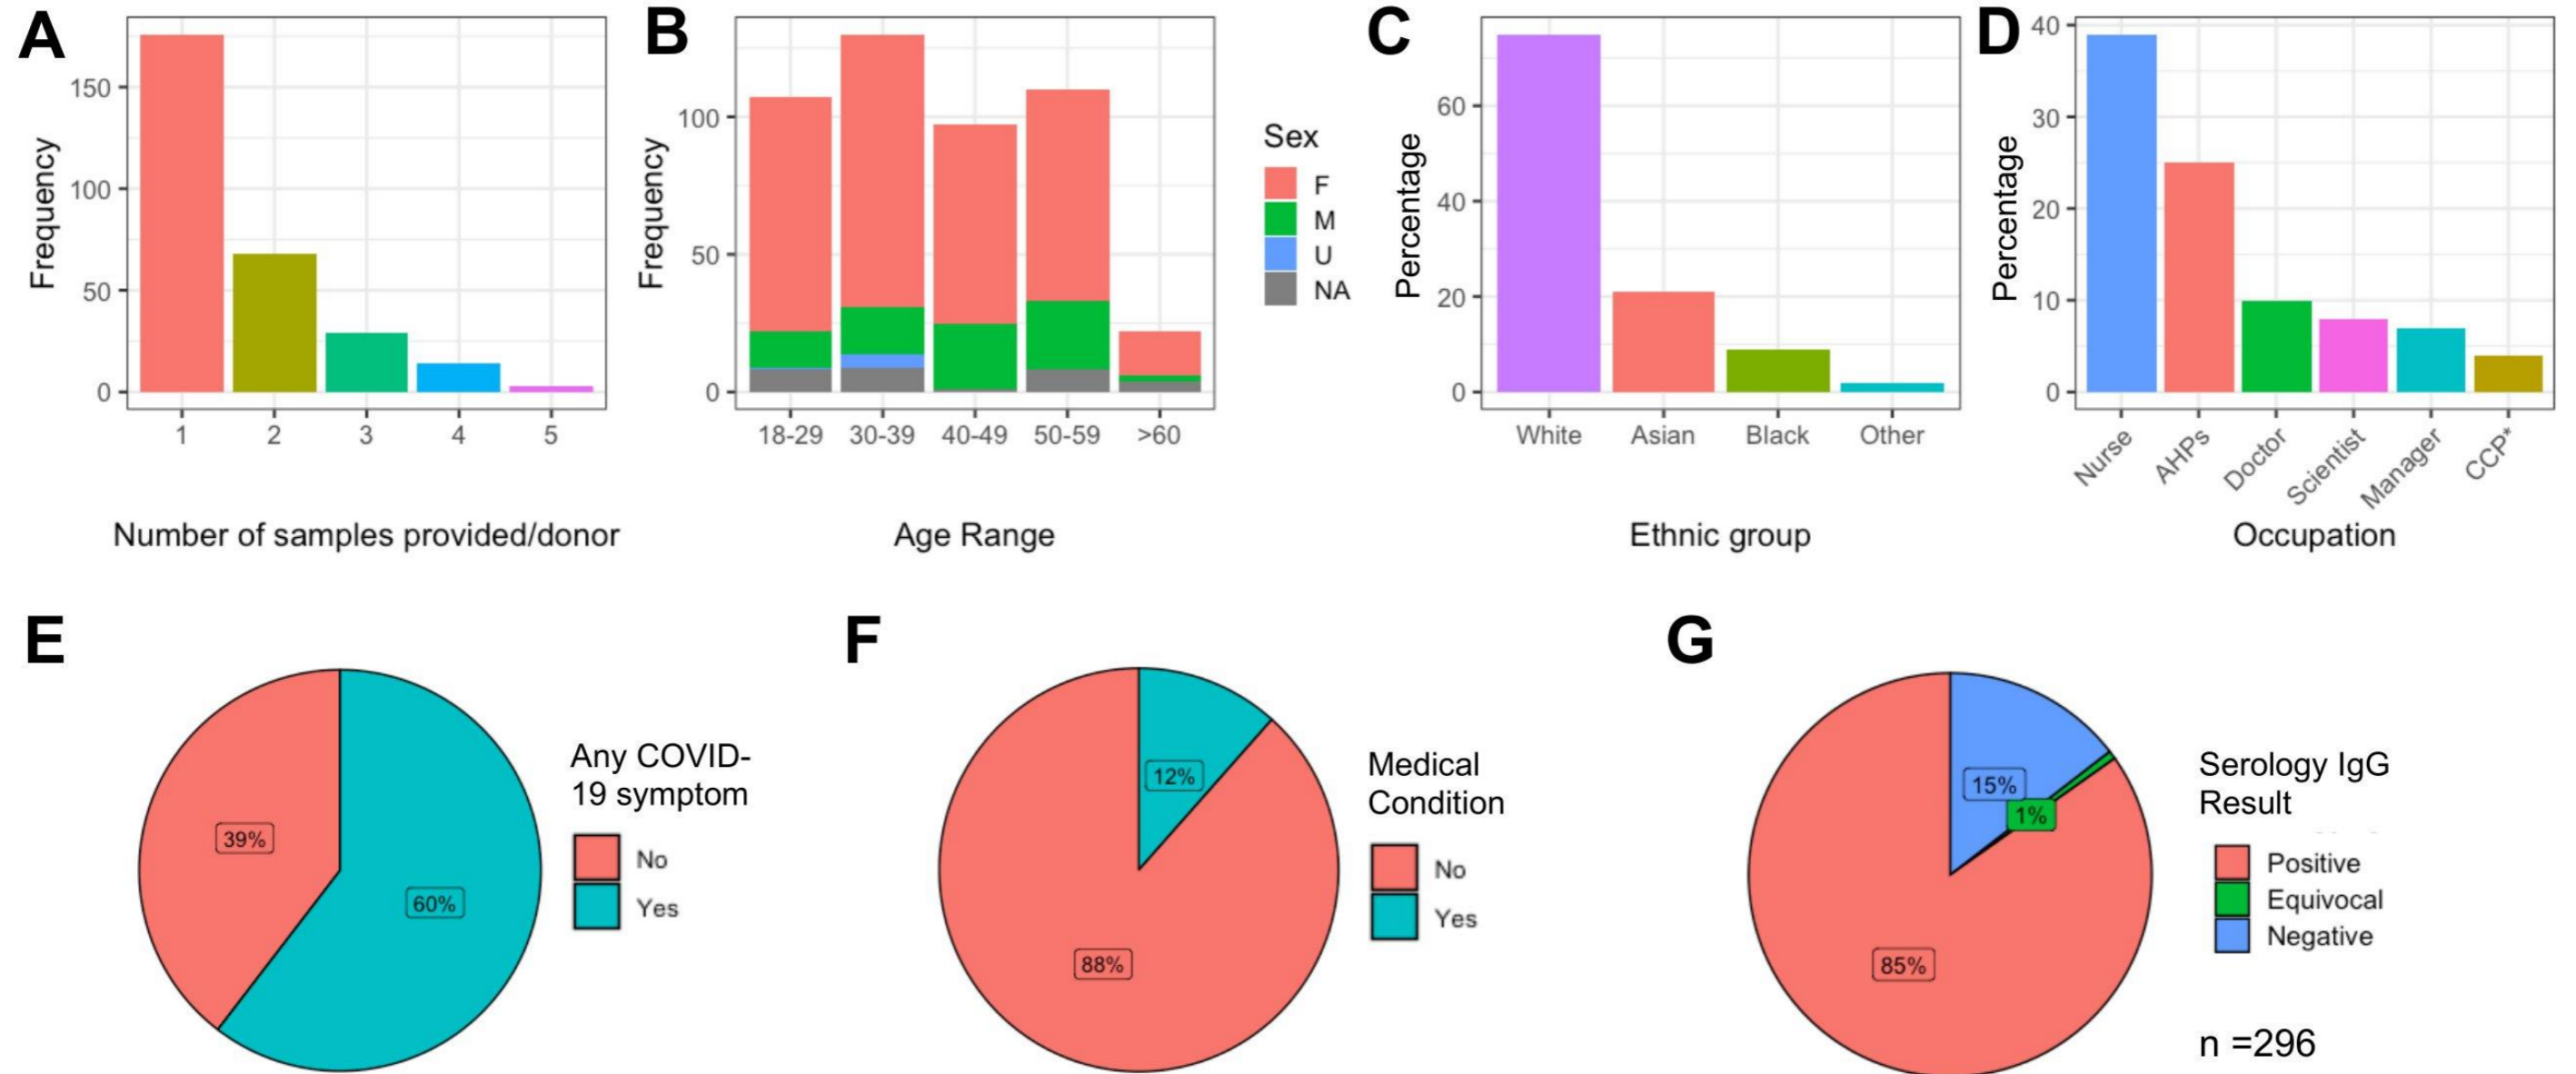 A
Frequency
150
100
50
0
1 2 3 4 5
Number of samples provided/donor
B
Frequency
100
50
0
18-29 30-39 40-49 50-59 >60
Age Range
Sex
F
M
U
NA
C
Percentage
60
40
20
0
White Asian Black Other
Ethnic group
D
Percentage
40
30
20
10
0
Nurse AHPs Doctor Scientist Manager CCP*
Occupation
E
39%
60%
Any COVID-
19 symptom
No
Yes
F
12%
88%
Medical
Condition
No
Yes
G
15%
1%
85%
Serology IgG
Result
Positive
Equivocal
Negative
n =296